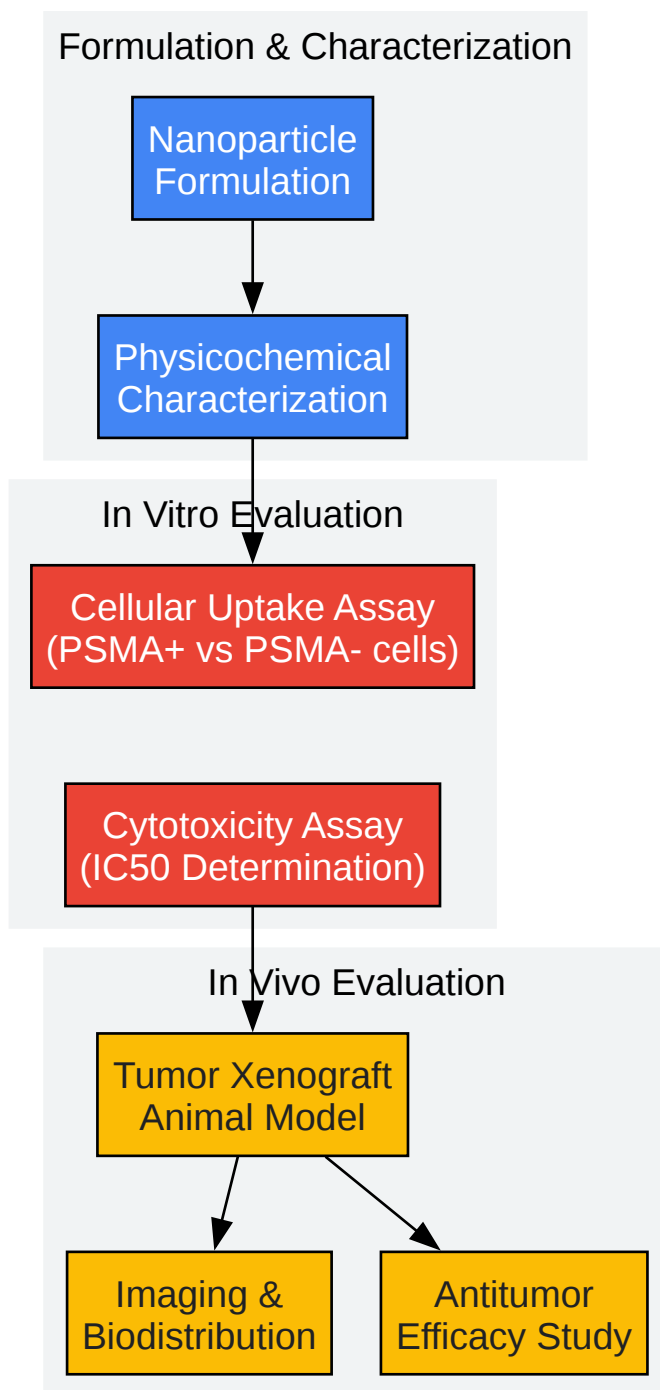 Formulation & Characterization
Nanoparticle
Formulation
Physicochemical
Characterization
In Vitro Evaluation
Cellular Uptake Assay
(PSMA+ vs PSMA- cells)
Cytotoxicity Assay
(IC50 Determination)
In Vivo Evaluation
Tumor Xenograft
Animal Model
Imaging &
Biodistribution
Antitumor
Efficacy Study